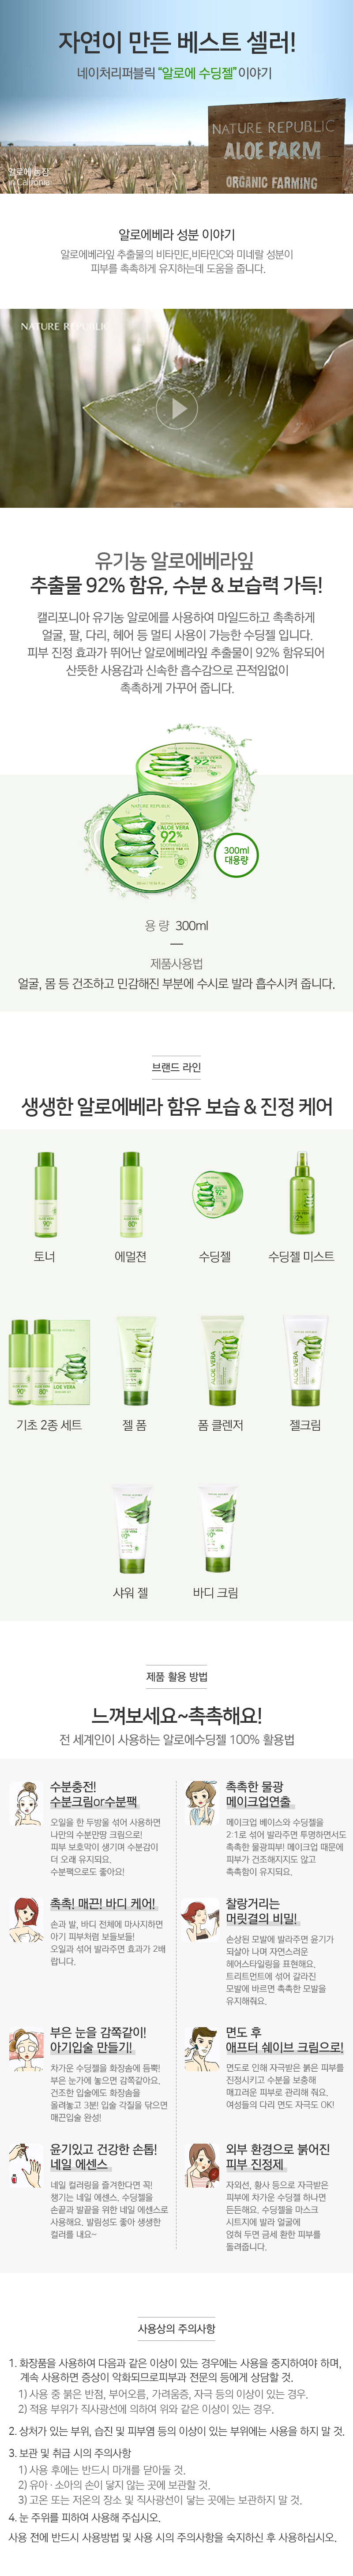 자연이 만든 베스트 셀러!
네이처리퍼블릭 “알로에 수딩젤” 이야기
NATURE REPUBLIC
ALOE FARM
ORGANIC FARMING
알로에 농장
in California
알로에베라 성분 이야기
알로에베라잎 추출물의 비타민E,비타민C와 미네랄 성분이
피부를 촉촉하게 유지하는데 도움을 줍니다.
NATURE REPUBLIC
유기농 알로에베라잎
추출물 92% 함유, 수분 & 보습력 가득!
캘리포니아 유기농 알로에를 사용하여 마일드하고 촉촉하게
얼굴, 팔, 다리, 헤어 등 멀티 사용이 가능한 수딩젤 입니다.
피부 진정 효과가 뛰어난 알로에베라잎 추출물이 92% 함유되어
산뜻한 사용감과 신속한 흡수감으로 끈적임없이
촉촉하게 가꾸어 줍니다.
ALOE VERA
92%
NATURE REPUBLIC
ALOE VERA
92%
SOOTHING GEL
300ml
대용량
용량 300ml
제품사용법
얼굴, 몸 등 건조하고 민감해진 부분에 수시로 발라 흡수시켜 줍니다.
브랜드 라인
생생한 알로에베라 함유 보습 & 진정 케어
토너
에멀젼
수딩젤
수딩젤 미스트
기초 2종 세트
젤 폼
폼 클렌저
젤크림
샤워 젤
바디 크림
제품 활용 방법
느껴보세요~촉촉해요!
전 세계인이 사용하는 알로에수딩젤 100% 활용법
수분충전!
수분크림or수분팩
오일을 한 두방울 섞어 사용하면
나만의 수분만땅 크림으로!
피부 보호막이 생기며 수분감이
더 오래 유지되요.
수분팩으로도 좋아요!
촉촉한 물광
메이크업연출
메이크업 베이스와 수딩젤을
2:1로 섞어 발라주면 투명하면서도
촉촉한 물광피부! 메이크업 때문에
피부가 건조해지지도 않고
촉촉함이 유지되요.
촉촉! 매끈! 바디 케어!
손과 발, 바디 전체에 마사지하면
아기 피부처럼 보들보들!
오일과 섞어 발라주면 효과가 2배
랍니다.
찰랑거리는
머릿결의 비밀!
손상된 모발에 발라주면 윤기가
되살아 나며 자연스러운
헤어스타일링을 표현해요.
트리트먼트에 섞어 갈라진
모발에 바르면 촉촉한 모발을
유지해줘요.
부은 눈을 감쪽같이!
아기입술 만들기!
차가운 수딩젤을 화장솜에 듬뿍!
부은 눈가에 놓으면 감쪽같아요.
건조한 입술에도 화장솜을
올려놓고 3분! 입술 각질을 닦으면
매끈입술 완성!
면도 후
애프터 쉐이브 크림으로!
면도로 인해 자극받은 붉은 피부를
진정시키고 수분을 보충해
매끄러운 피부로 관리해 줘요.
여성들의 다리 면도 자극도 OK!
윤기있고 건강한 손톱!
네일 에센스
네일 컬러링을 즐겨한다면 꼭!
챙기는 네일 에센스. 수딩젤을
손끝과 발끝을 위한 네일 에센스로
사용해요. 발림성도 좋아 생생한
컬러를 내요~
외부 환경으로 붉어진
피부 진정제
자외선, 황사 등으로 자극받은
피부에 차가운 수딩젤 하나면
든든해요. 수딩젤을 마스크
시트지에 발라 얼굴에
얹혀 두면 금세 환한 피부를
돌려줍니다.
사용상의 주의사항
1. 화장품을 사용하여 다음과 같은 이상이 있는 경우에는 사용을 중지하여야 하며,
계속 사용하면 증상이 악화되므로피부과 전문의 등에게 상담할 것.
1) 사용 중 붉은 반점, 부어오름, 가려움증, 자극 등의 이상이 있는 경우.
2) 적용 부위가 직사광선에 의하여 위와 같은 이상이 있는 경우.
2. 상처가 있는 부위, 습진 및 피부염 등의 이상이 있는 부위에는 사용을 하지 말 것.
3. 보관 및 취급 시의 주의사항
1) 사용 후에는 반드시 마개를 닫아둘 것.
2) 유아 · 소아의 손이 닿지 않는 곳에 보관할 것.
3) 고온 또는 저온의 장소 및 직사광선이 닿는 곳에는 보관하지 말 것.
4. 눈 주위를 피하여 사용해 주십시오.
사용 전에 반드시 사용방법 및 사용 시의 주의사항을 숙지하신 후 사용하십시오.